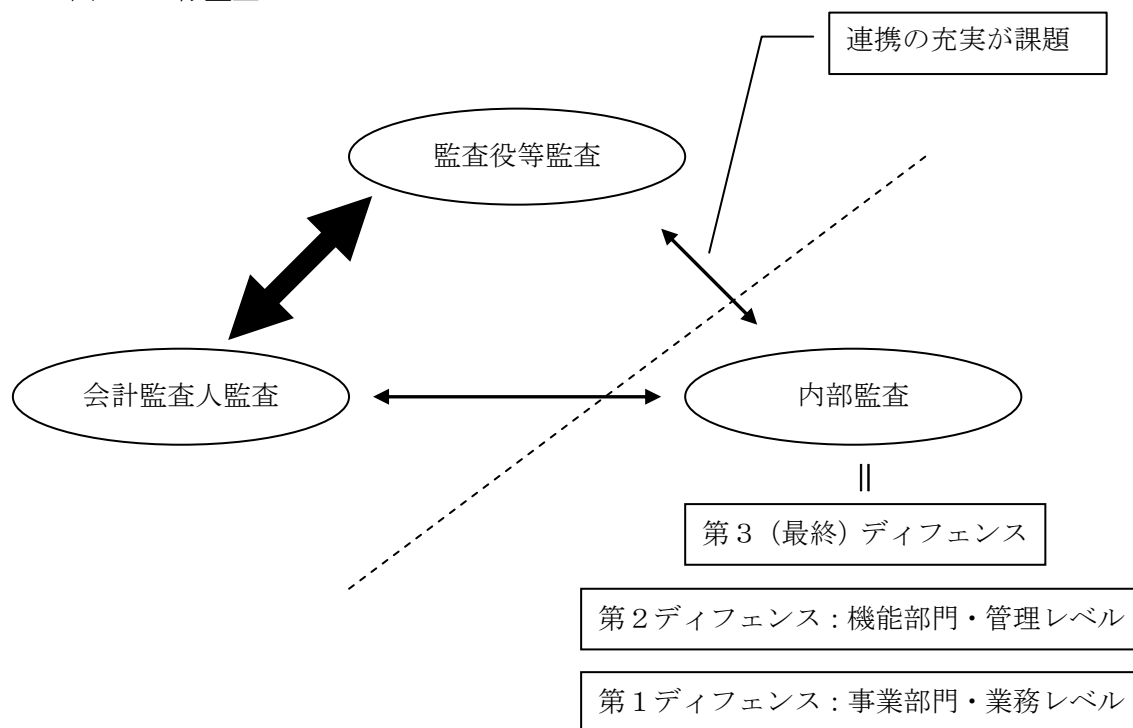 連携の充実が課題
監査役等監査
会計監査人監査
内部監査
||
第3（最終）ディフェンス
第2ディフェンス：機能部門・管理レベル
第1ディフェンス：事業部門・業務レベル